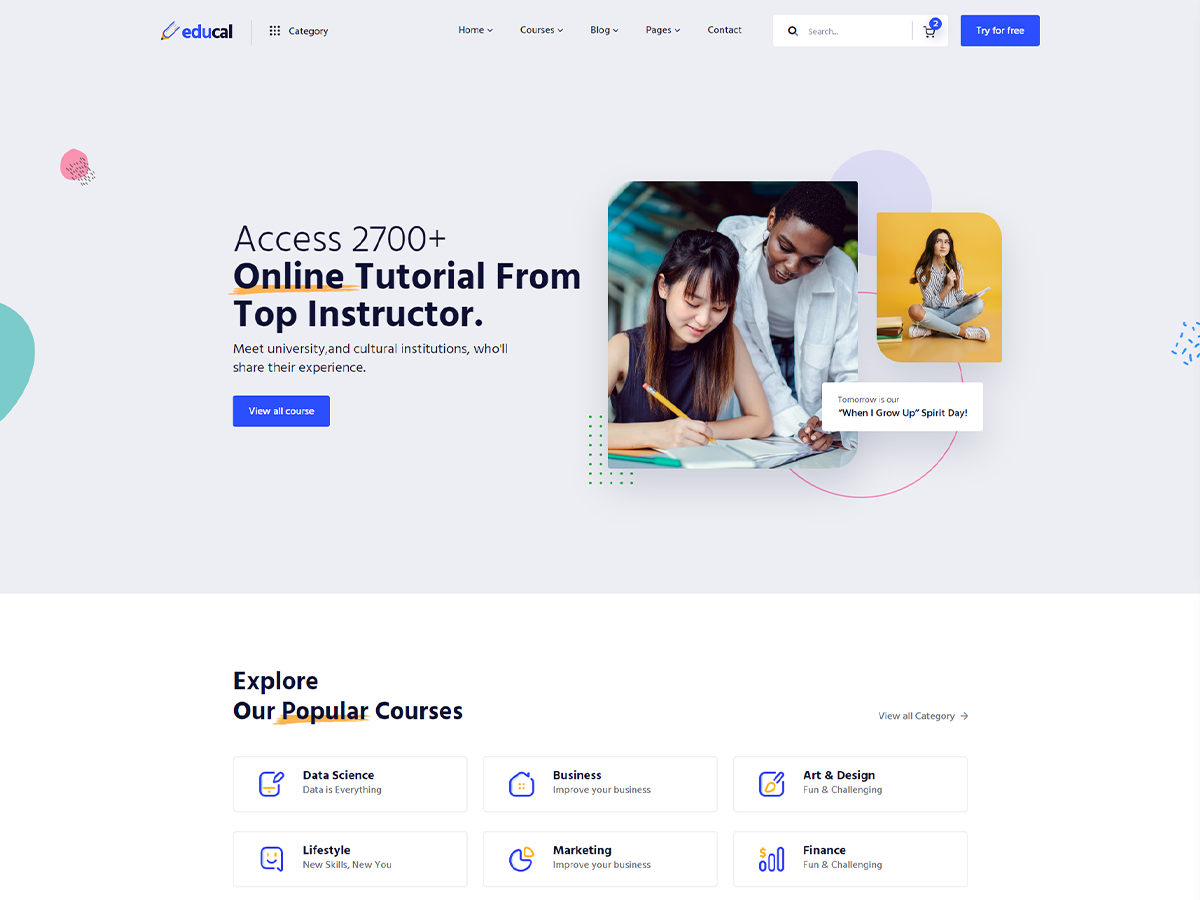 educal
Category
Home
Courses
Blog
Pages
Contact
Search...
2
Try for free
Access 2700+
Online Tutorial From
Top Instructor.
Meet university,and cultural institutions, who'll
share their experience.
View all course
Tomorrow is our
“When I Grow Up” Spirit Day!
Explore
Our Popular Courses
View all Category
Data Science
Data is Everything
Business
Improve your business
Art & Design
Fun & Challenging
Lifestyle
New Skills, New You
Marketing
Improve your business
Finance
Fun & Challenging